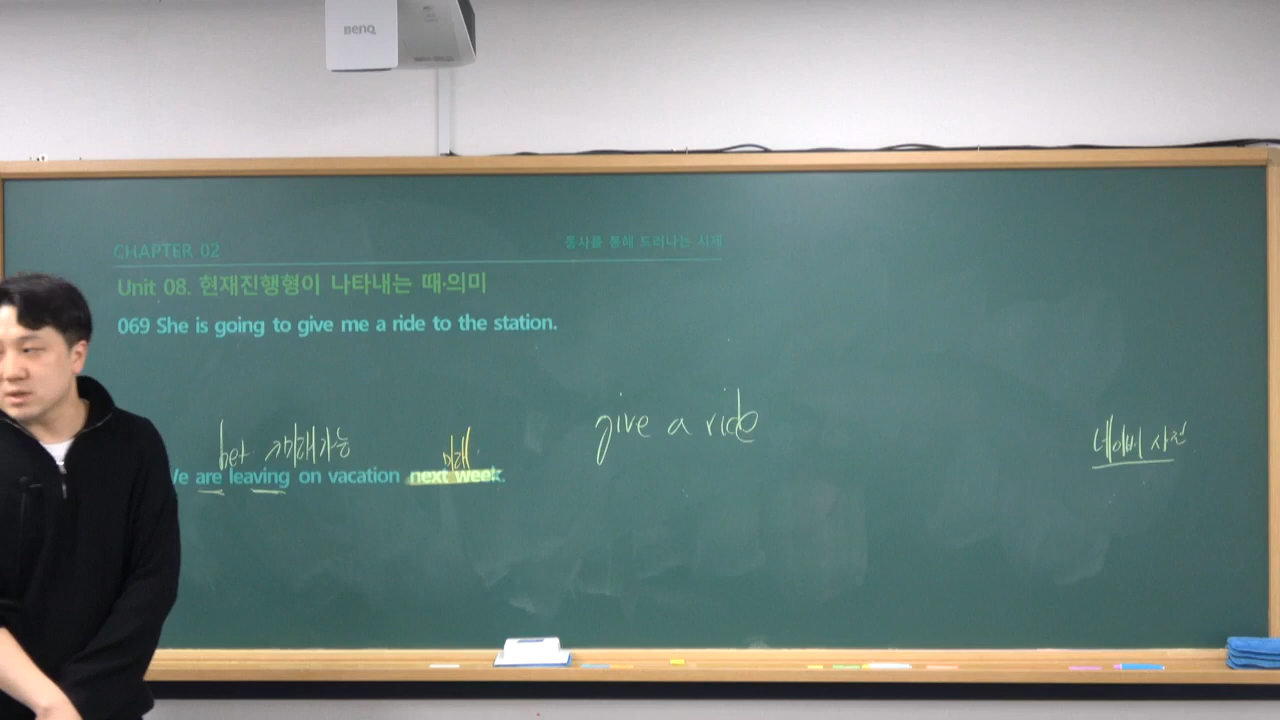 BenQ
CHAPTER 02
동사를 통해 드러나는 시제
Unit 08. 현재진행형이 나타내는 때·의미
069 She is going to give me a ride to the station.
give a ride
네이버 사전
미래
are leaving on vacation next week.